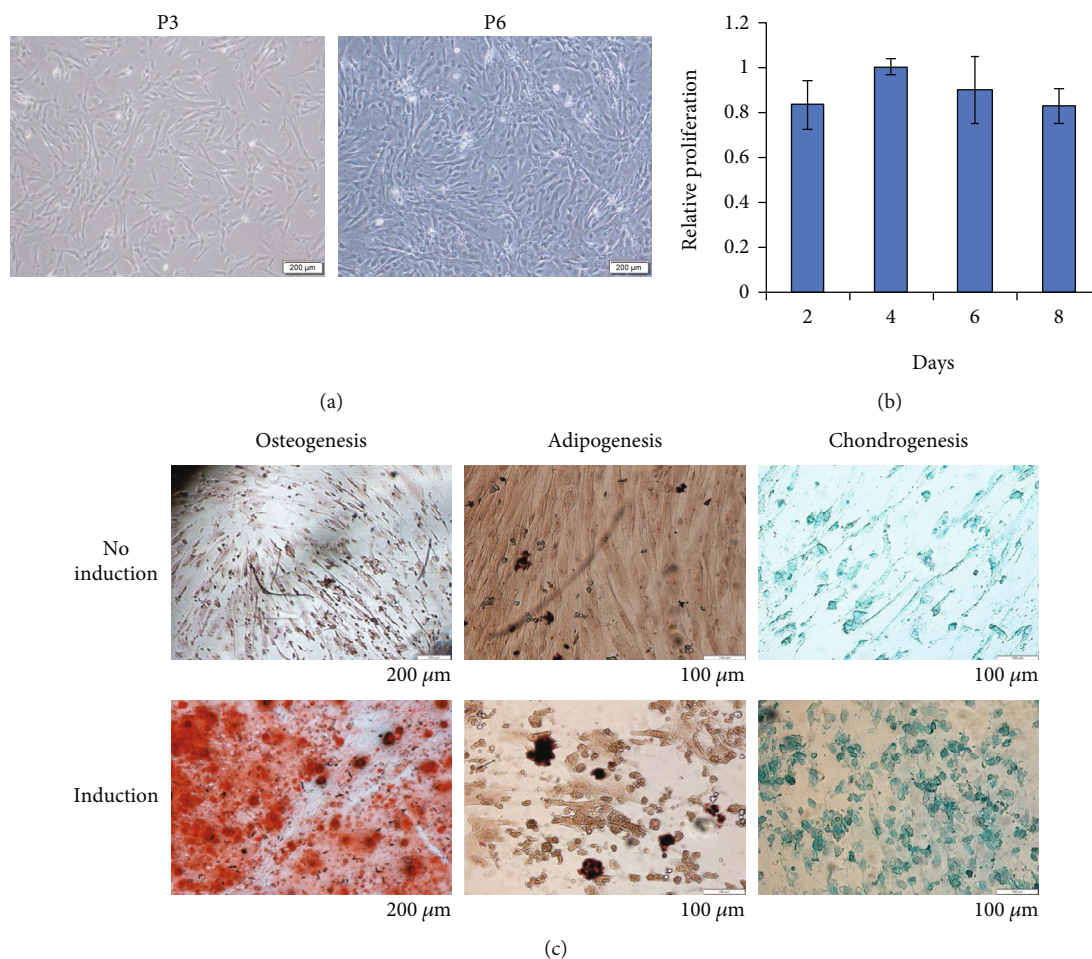 P3
P6
200 μm
200 μm
(a)
1.2
1
0.8
0.6
0.4
0.2
0
Relative proliferation
2
4
6
8
Days
(b)
Osteogenesis
Adipogenesis
Chondrogenesis
No
induction
200 μm
100 μm
100 μm
Induction
200 μm
100 μm
100 μm
(c)